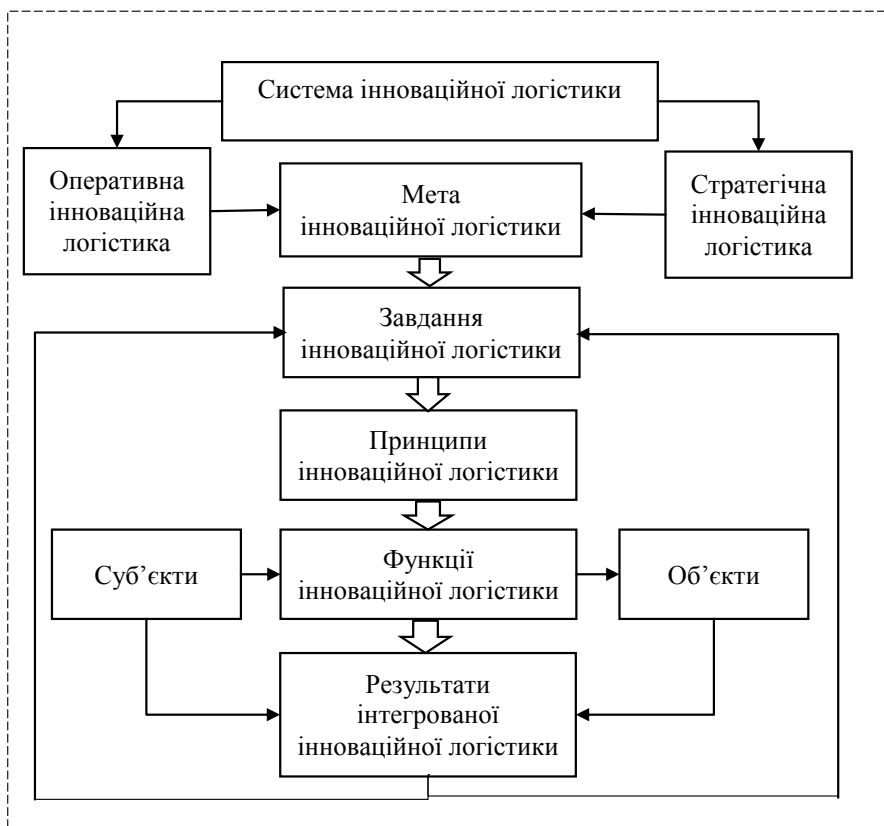 Система інноваційної логістики
Оперативна
інноваційна
логістика
Мета
інноваційної логістики
Стратегічна
інноваційна
логістика
Завдання
інноваційної логістики
Принципи
інноваційної логістики
Суб’єкти
Функції
інноваційної логістики
Об’єкти
Результати
інтегрованої
інноваційної логістики